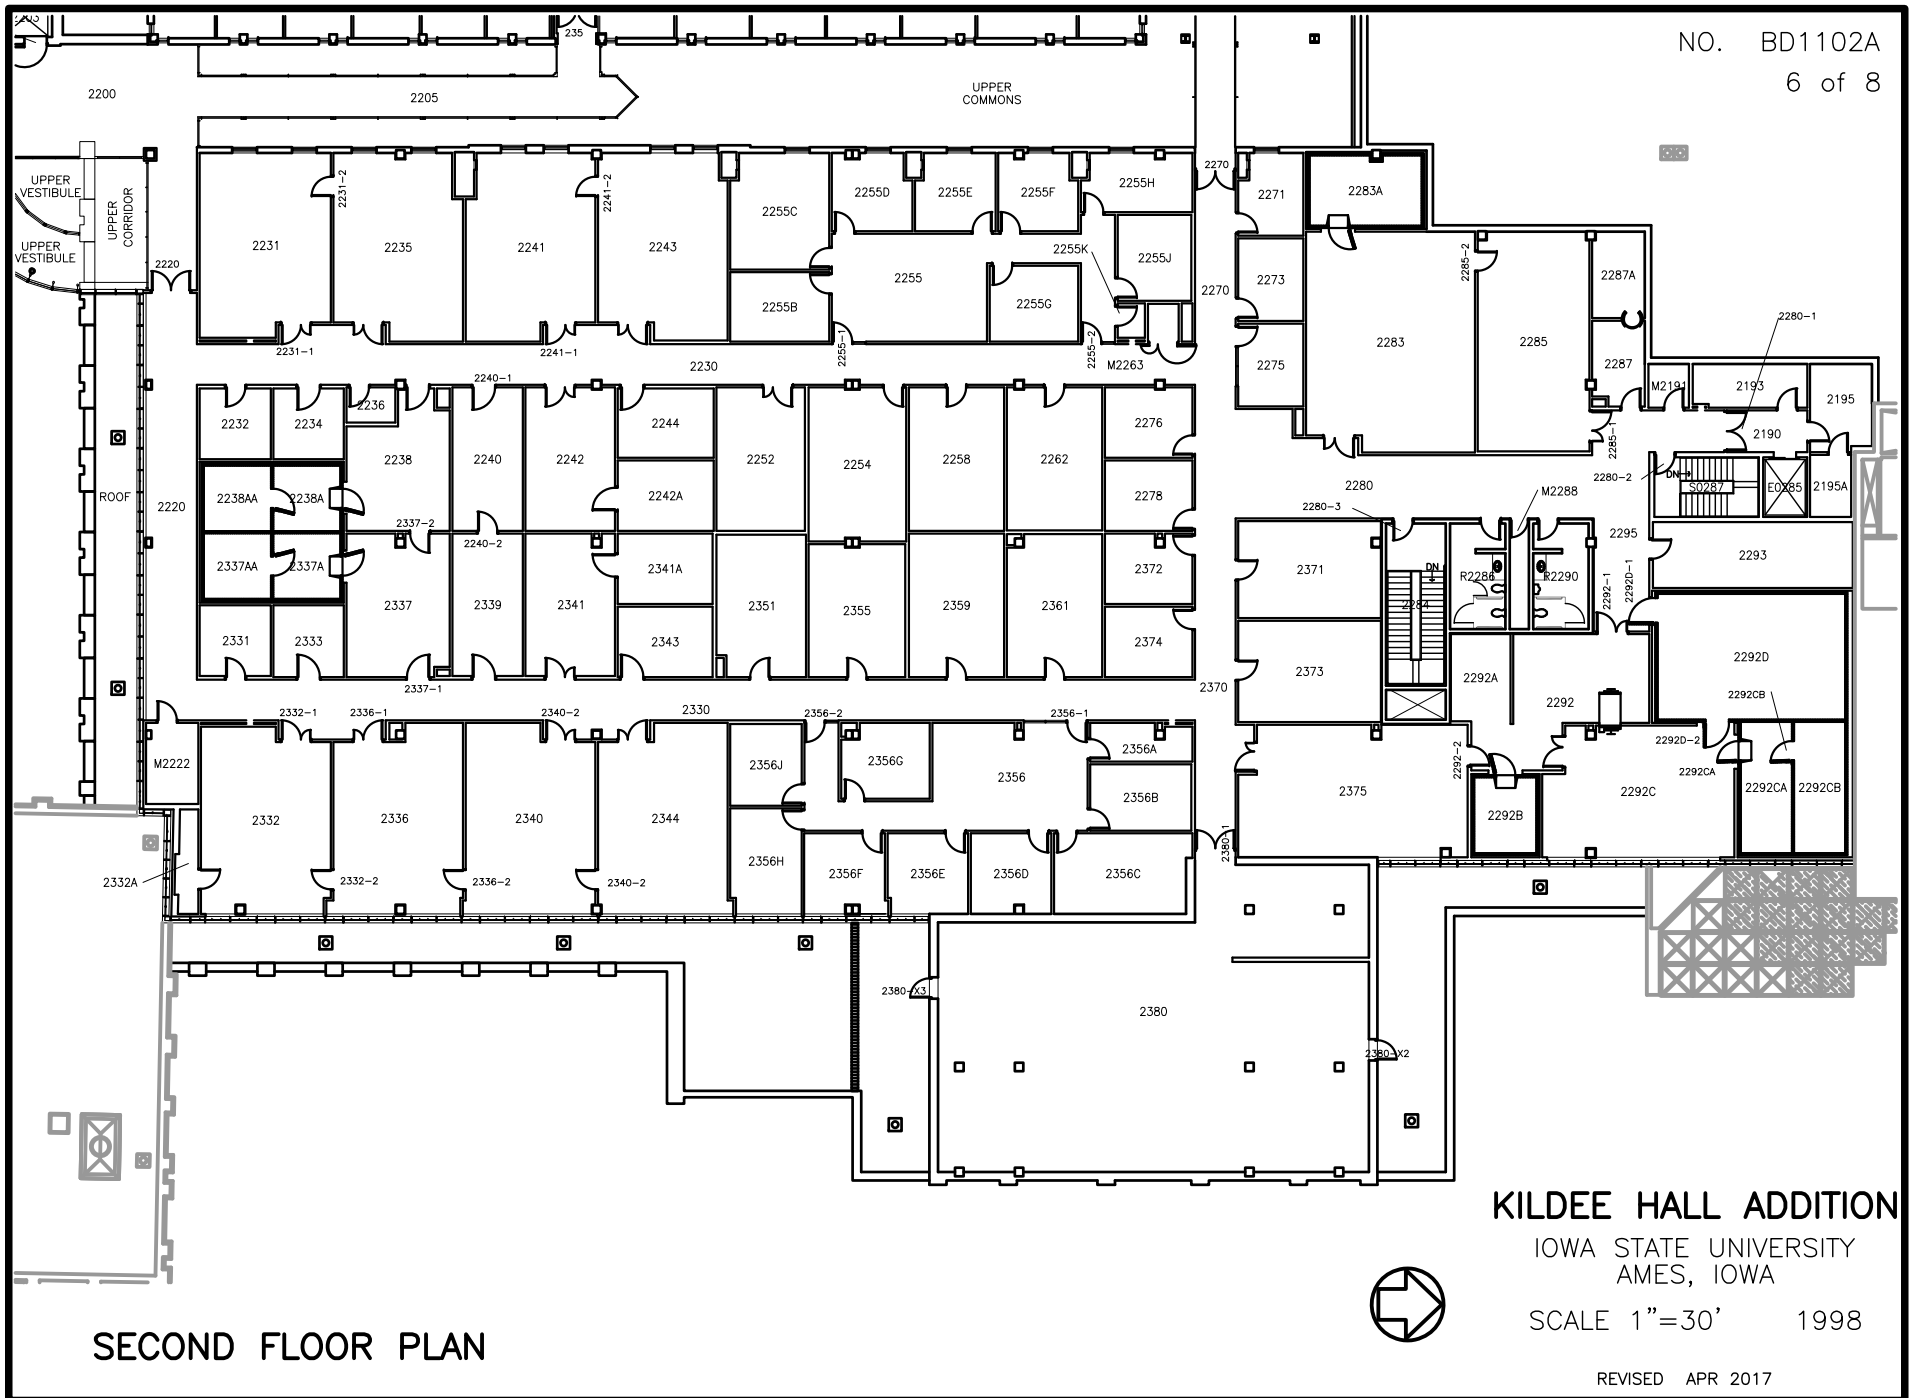 2203
235
NO. BD1102A
6 of 8
2200
2205
UPPER
COMMONS
UPPER
VESTIBULE
UPPER
CORRIDOR
UPPER
VESTIBULE
2220
2231
2231-2
2235
2241
2241-2
2243
2255C
2255D
2255E
2255F
2255H
2270
2271
2283A
2255B
2255
2255K
2255J
2255G
2270
2273
2275
2283
2285-2
2285
2287A
2287
2280-1
2231-1
2241-1
2230
2255-1
2255-2
M2263
2240-1
M2191
2193
2195
2232
2234
2236
2238
2240
2242
2244
2252
2254
2258
2262
2276
2285-1
2190
ROOF
2220
2238AA
2238A
2242A
2278
2280
2280-3
M2288
2280-2
DN
S0287
E0285
2195A
2337-2
2240-2
2337AA
2337A
2337
2339
2341
2341A
2351
2355
2359
2361
2372
2371
DN
2284
R2286
R2290
2295
2293
2292-1
2292D-1
2331
2333
2343
2374
2373
2292A
2292
2292D
2292CB
2337-1
2330
2370
2332-1
2336-1
2340-2
2356-2
2356-1
M2222
2332
2336
2340
2344
2356J
2356G
2356
2356A
2356B
2375
2292-2
2292B
2292C
2292D-2
2292CA
2292CA
2292CB
2332A
2332-2
2336-2
2340-2
2356H
2356F
2356E
2356D
2356C
2380-1
2380-X3
2380
2380-X2
KILDEE HALL ADDITION
IOWA STATE UNIVERSITY
AMES, IOWA
SCALE 1"=30' 1998
SECOND FLOOR PLAN
REVISED APR 2017